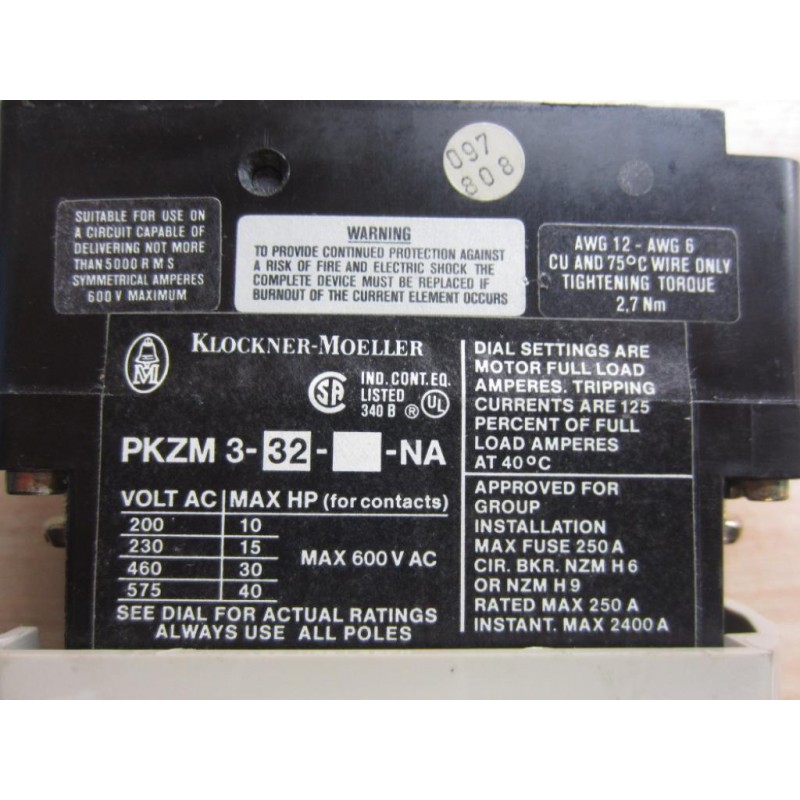 097
808
SUITABLE FOR USE ON
A CIRCUIT CAPABLE OF
DELIVERING NOT MORE
THAN 5000 R M S
SYMMETRICAL AMPERES
600 V MAXIMUM
WARNING
TO PROVIDE CONTINUED PROTECTION AGAINST
A RISK OF FIRE AND ELECTRIC SHOCK THE
COMPLETE DEVICE MUST BE REPLACED IF
BURNOUT OF THE CURRENT ELEMENT OCCURS
AWG 12 - AWG 6
CU AND 75°C WIRE ONLY
TIGHTENING TORQUE
2,7 Nm
M
KLOCKNER-MOELLER
SA
IND. CONT. EQ.
LISTED
340 B ® UL
PKZM 3-32- -NA
VOLT AC MAX HP (for contacts)
200 10
230 15
460 30
575 40
MAX 600 V AC
SEE DIAL FOR ACTUAL RATINGS
ALWAYS USE ALL POLES
DIAL SETTINGS ARE
MOTOR FULL LOAD
AMPERES. TRIPPING
CURRENTS ARE 125
PERCENT OF FULL
LOAD AMPERES
AT 40°C
APPROVED FOR
GROUP
INSTALLATION
MAX FUSE 250 A
CIR. BKR. NZM H 6
OR NZM H 9
RATED MAX 250 A
INSTANT. MAX 2400 A